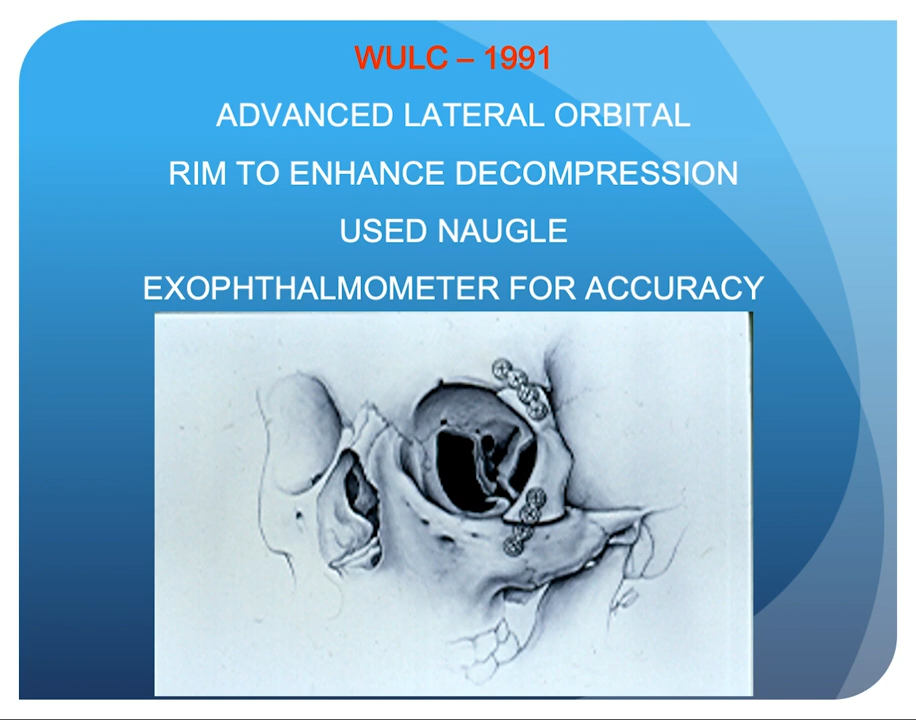 WULC – 1991
ADVANCED LATERAL ORBITAL
RIM TO ENHANCE DECOMPRESSION
USED NAUGLE
EXOPHTHALMOMETER FOR ACCURACY